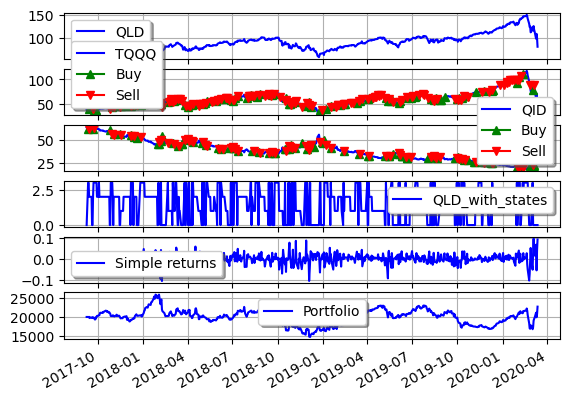 150
QLD
100
TQQQ
Buy
100
Sell
50
QID
Buy
50
Sell
25
2.5
QLD_with_states
0.0
0.1
0.0
Simple returns
−0.1
25000
Portfolio
20000
15000
2017-10 2018-01 2018-04 2018-07 2018-10 2019-01 2019-04 2019-07 2019-10 2020-01 2020-04